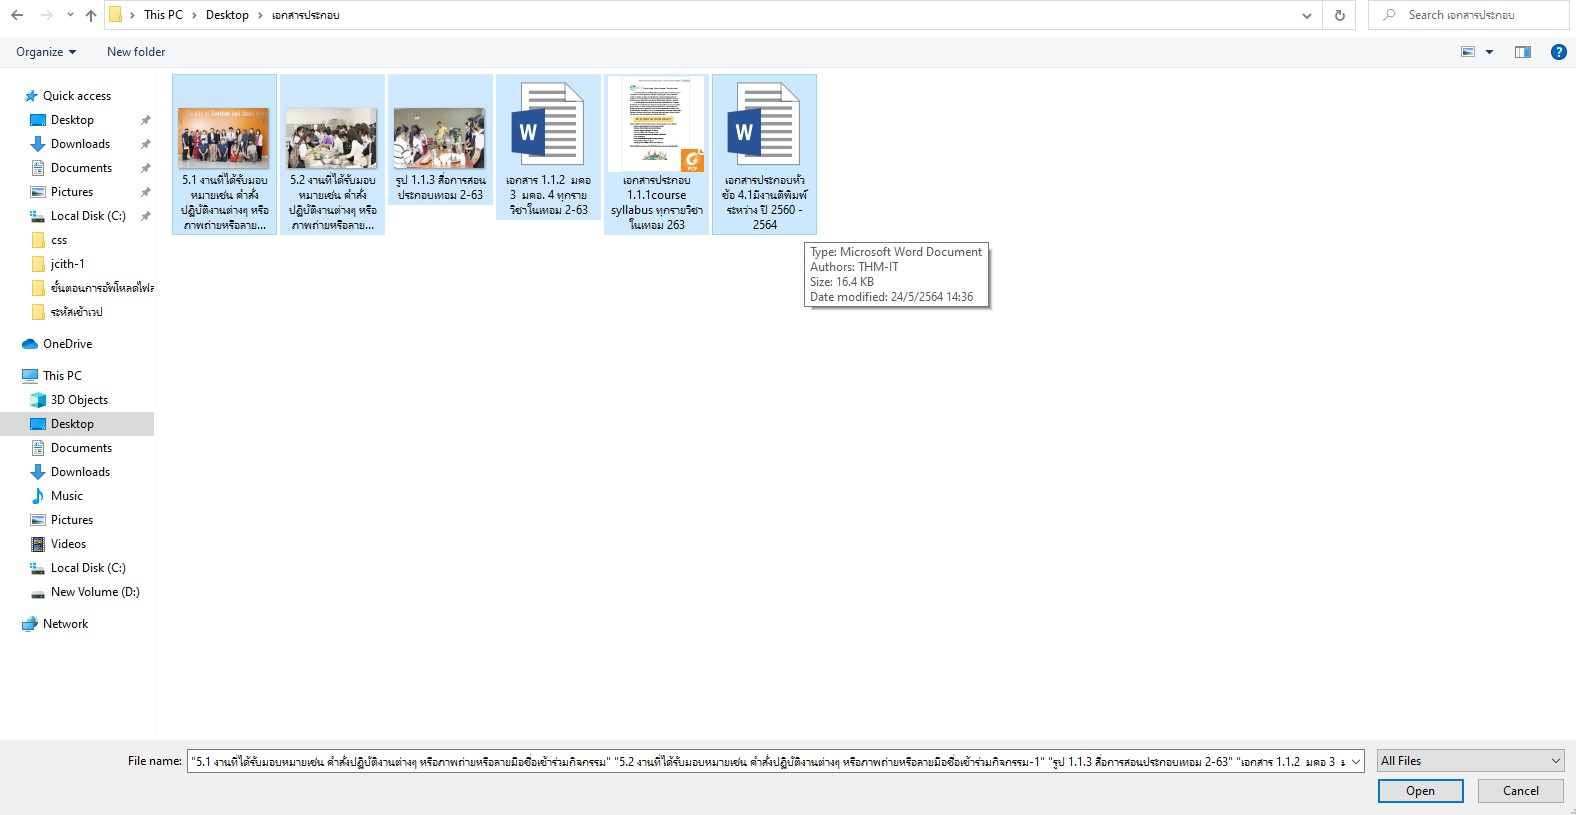 This PC > Desktop > เอกสารประกอบ
Search เอกสารประกอบ
Organize
New folder
Quick access
Desktop
Downloads
Documents
Pictures
Local Disk (C:)
css
jcith-1
ขั้นตอนการอัพโหลดไฟล
ระหัสเข้าเวป
OneDrive
This PC
3D Objects
Desktop
Documents
Downloads
Music
Pictures
Videos
Local Disk (C:)
New Volume (D:)
Network
5.1 งานที่ได้รับมอบ
หมายเช่น คำสั่ง
ปฏิบัติงานต่างๆ หรือ
ภาพถ่ายหรือลาย...
5.2 งานที่ได้รับมอบ
หมายเช่น คำสั่ง
ปฏิบัติงานต่างๆ หรือ
ภาพถ่ายหรือลาย...
รูป 1.1.3 สื่อการสอน
ประกอบเทอม 2-63
W
เอกสาร 1.1.2 มคอ
3 มคอ. 4 ทุกราย
วิชาในเทอม 2-63
PDF
เอกสารประกอบ
1.1.1course
syllabus ทุกรายวิชา
ในเทอม 263
W
เอกสารประกอบหัว
ข้อ 4.1มีงานตีพิมพ์
ระหว่าง ปี 2560 -
2564
Type: Microsoft Word Document
Authors: THM-IT
Size: 16.4 KB
Date modified: 24/5/2564 14:36
File name: "5.1 งานที่ได้รับมอบหมายเช่น คำสั่งปฏิบัติงานต่างๆ หรือภาพถ่ายหรือลายมือชื่อเข้าร่วมกิจกรรม" "5.2 งานที่ได้รับมอบหมายเช่น คำสั่งปฏิบัติงานต่างๆ หรือภาพถ่ายหรือลายมือชื่อเข้าร่วมกิจกรรม-1" "รูป 1.1.3 สื่อการสอนประกอบเทอม 2-63" "เอกสาร 1.1.2 มคอ 3
All Files
Open
Cancel